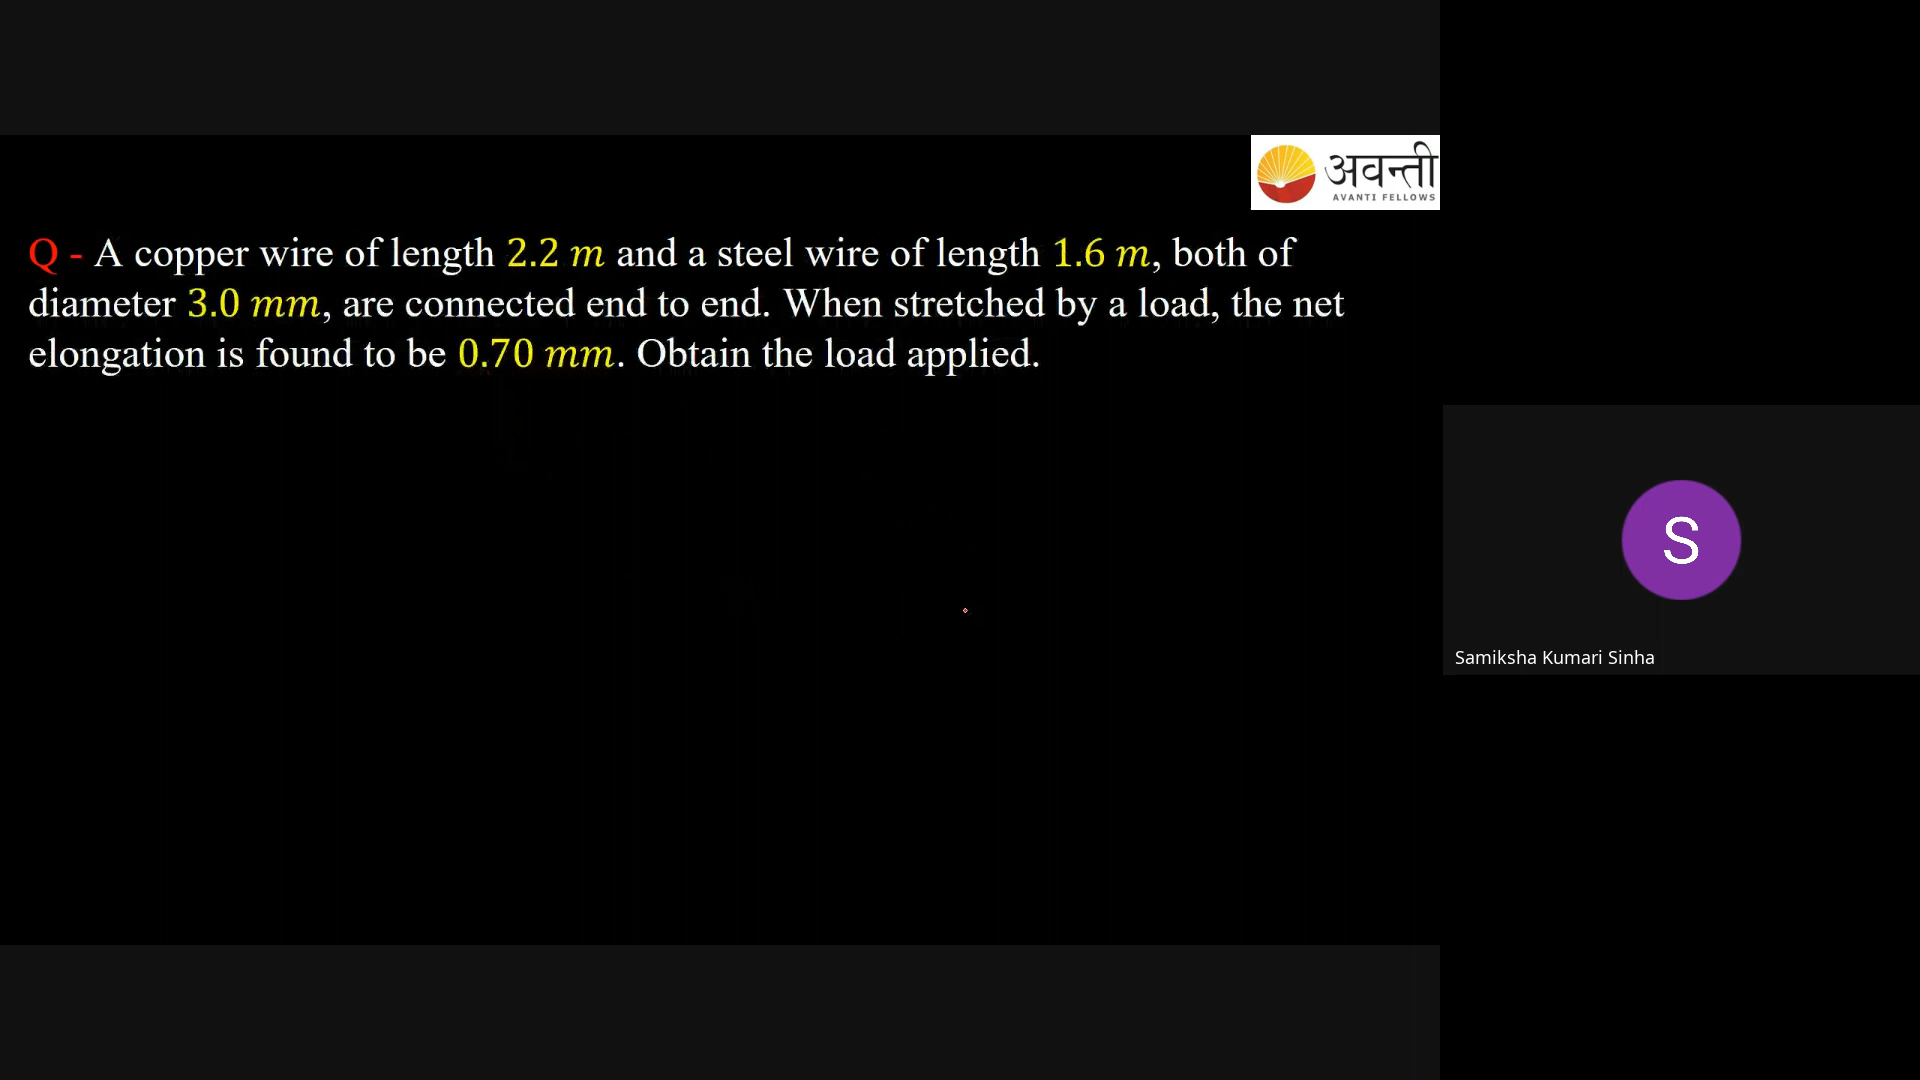 अवन्ती
AVANTI FELLOWS
Q - A copper wire of length 2.2 m and a steel wire of length 1.6 m, both of
diameter 3.0 mm, are connected end to end. When stretched by a load, the net
elongation is found to be 0.70 mm. Obtain the load applied.
S
Samiksha Kumari Sinha